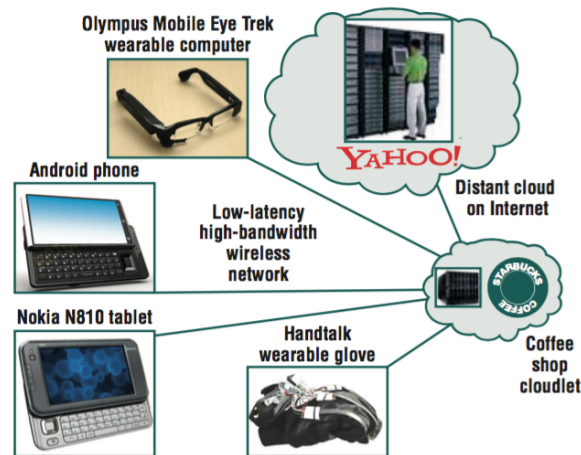 Olympus Mobile Eye Trek
wearable computer
YAHOO!
Android phone
Distant cloud
on Internet
Low-latency
high-bandwidth
wireless
network
STARBUCKS
COFFEE
Nokia N810 tablet
Handtalk
wearable glove
Coffee
shop
cloudlet